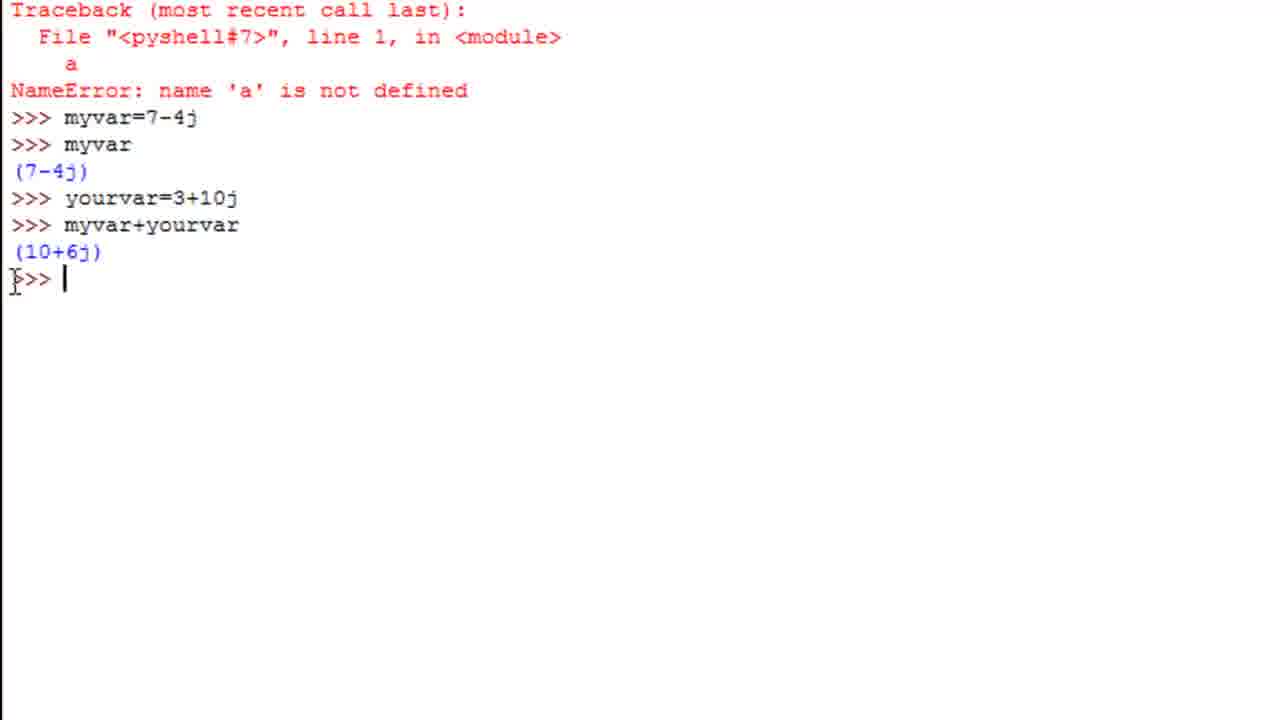 Traceback (most recent call last):
  File "<pyshell#7>", line 1, in <module>
    a
NameError: name 'a' is not defined
>>> myvar=7-4j
>>> myvar
(7-4j)
>>> yourvar=3+10j
>>> myvar+yourvar
(10+6j)
>>>